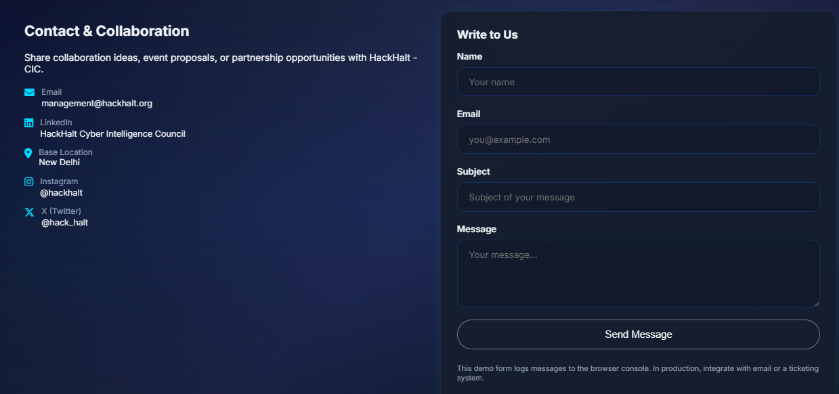 Contact & Collaboration
Share collaboration ideas, event proposals, or partnership opportunities with HackHalt -
CIC.
Email
management@hackhalt.org
LinkedIn
HackHalt Cyber Intelligence Council
Base Location
New Delhi
Instagram
@hackhalt
X (Twitter)
@hack_halt
Write to Us
Name
Your name
Email
you@example.com
Subject
Subject of your message
Message
Your message...
Send Message
This demo form logs messages to the browser console. In production, integrate with email or a ticketing
system.